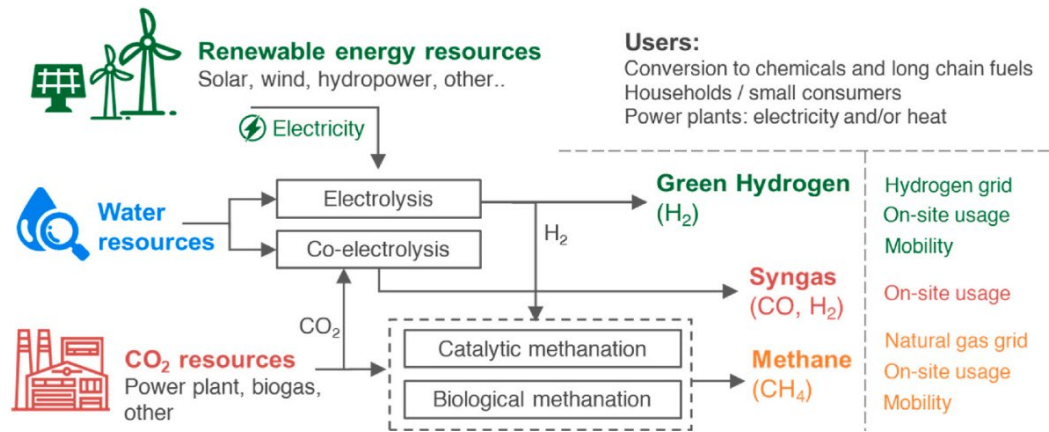 Renewable energy resources
Solar, wind, hydropower, other..
Electricity
Users:
Conversion to chemicals and long chain fuels
Households / small consumers
Power plants: electricity and/or heat
Water
resources
Electrolysis
Co-electrolysis
H₂
Green Hydrogen
(H₂)
Hydrogen grid
On-site usage
Mobility
Syngas
(CO, H₂)
On-site usage
CO₂
CO₂ resources
Power plant, biogas,
other
Catalytic methanation
Biological methanation
Methane
(CH₄)
Natural gas grid
On-site usage
Mobility